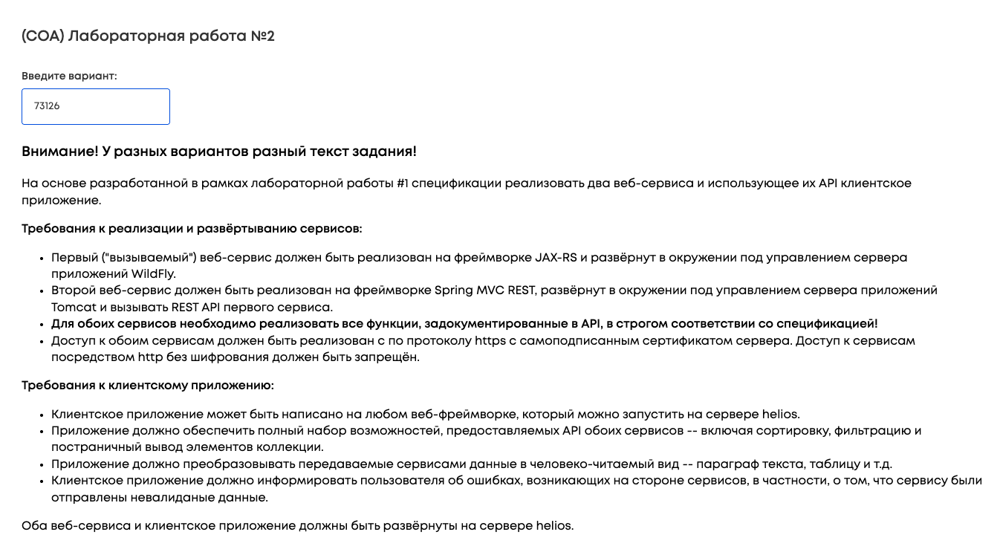 (СОА) Лабораторная работа №2
Введите вариант:
73126
Внимание! У разных вариантов разный текст задания!
На основе разработанной в рамках лабораторной работы #1 спецификации реализовать два веб-сервиса и использующее их API клиентское
приложение.
Требования к реализации и развёртыванию сервисов:
• Первый ("вызываемый") веб-сервис должен быть реализован на фреймворке JAX-RS и развёрнут в окружении под управлением сервера
приложений WildFly.
• Второй веб-сервис должен быть реализован на фреймворке Spring MVC REST, развёрнут в окружении под управлением сервера приложений
Tomcat и вызывать REST API первого сервиса.
• Для обоих сервисов необходимо реализовать все функции, задокументированные в API, в строгом соответствии со спецификацией!
• Доступ к обоим сервисам должен быть реализован с по протоколу https с самоподписанным сертификатом сервера. Доступ к сервисам
посредством http без шифрования должен быть запрещён.
Требования к клиентскому приложению:
• Клиентское приложение может быть написано на любом веб-фреймворке, который можно запустить на сервере helios.
• Приложение должно обеспечить полный набор возможностей, предоставляемых API обоих сервисов -- включая сортировку, фильтрацию и
постраничный вывод элементов коллекции.
• Приложение должно преобразовывать передаваемые сервисами данные в человеко-читаемый вид -- параграф текста, таблицу и т.д.
• Клиентское приложение должно информировать пользователя об ошибках, возникающих на стороне сервисов, в частности, о том, что сервису были
отправлены невалиданые данные.
Оба веб-сервиса и клиентское приложение должны быть развёрнуты на сервере helios.